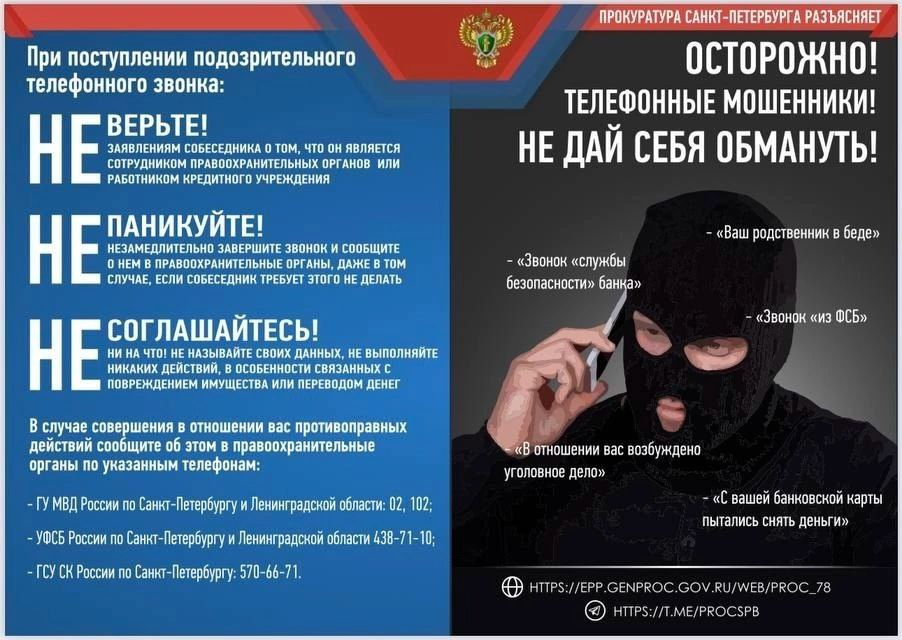 При поступлении подозрительного
телефонного звонка:
НЕ ВЕРЬТЕ!
ЗАЯВЛЕНИЯМ СОБЕСЕДНИКА О ТОМ, ЧТО ОН ЯВЛЯЕТСЯ
СОТРУДНИКОМ ПРАВООХРАНИТЕЛЬНЫХ ОРГАНОВ ИЛИ
РАБОТНИКОМ КРЕДИТНОГО УЧРЕЖДЕНИЯ
НЕ ПАНИКУЙТЕ!
НЕЗАМЕДЛИТЕЛЬНО ЗАВЕРШИТЕ ЗВОНОК И СООБЩИТЕ
О НЕМ В ПРАВООХРАНИТЕЛЬНЫЕ ОРГАНЫ, ДАЖЕ В ТОМ
СЛУЧАЕ, ЕСЛИ СОБЕСЕДНИК ТРЕБУЕТ ЭТОГО НЕ ДЕЛАТЬ
НЕ СОГЛАШАЙТЕСЬ!
НИ НА ЧТО! НЕ НАЗЫВАЙТЕ СВОИХ ДАННЫХ, НЕ ВЫПОЛНЯЙТЕ
НИКАКИХ ДЕЙСТВИЙ, В ОСОБЕННОСТИ СВЯЗАННЫХ С
ПОВРЕЖДЕНИЕМ ИМУЩЕСТВА ИЛИ ПЕРЕВОДОМ ДЕНЕГ
В случае совершения в отношении вас противоправных
действий сообщите об этом в правоохранительные
органы по указанным телефонам:
- ГУ МВД России по Санкт-Петербургу и Ленинградской области: 02, 102;
- УФСБ России по Санкт-Петербургу и Ленинградской области 438-71-10;
- ГСУ СК России по Санкт-Петербургу: 570-66-71.
ПРОКУРАТУРА САНКТ-ПЕТЕРБУРГА РАЗЪЯСНЯЕТ
ОСТОРОЖНО!
ТЕЛЕФОННЫЕ МОШЕННИКИ!
НЕ ДАЙ СЕБЯ ОБМАНУТЬ!
- «Ваш родственник в беде»
- «Звонок «службы
безопасности» банка»
- «Звонок «из ФСБ»
- «В отношении вас возбуждено
уголовное дело»
- «С вашей банковской карты
пытались снять деньги»
HTTPS://EPP.GENPROC.GOV.RU/WEB/PROC_78
HTTPS://T.ME/PROCSPB